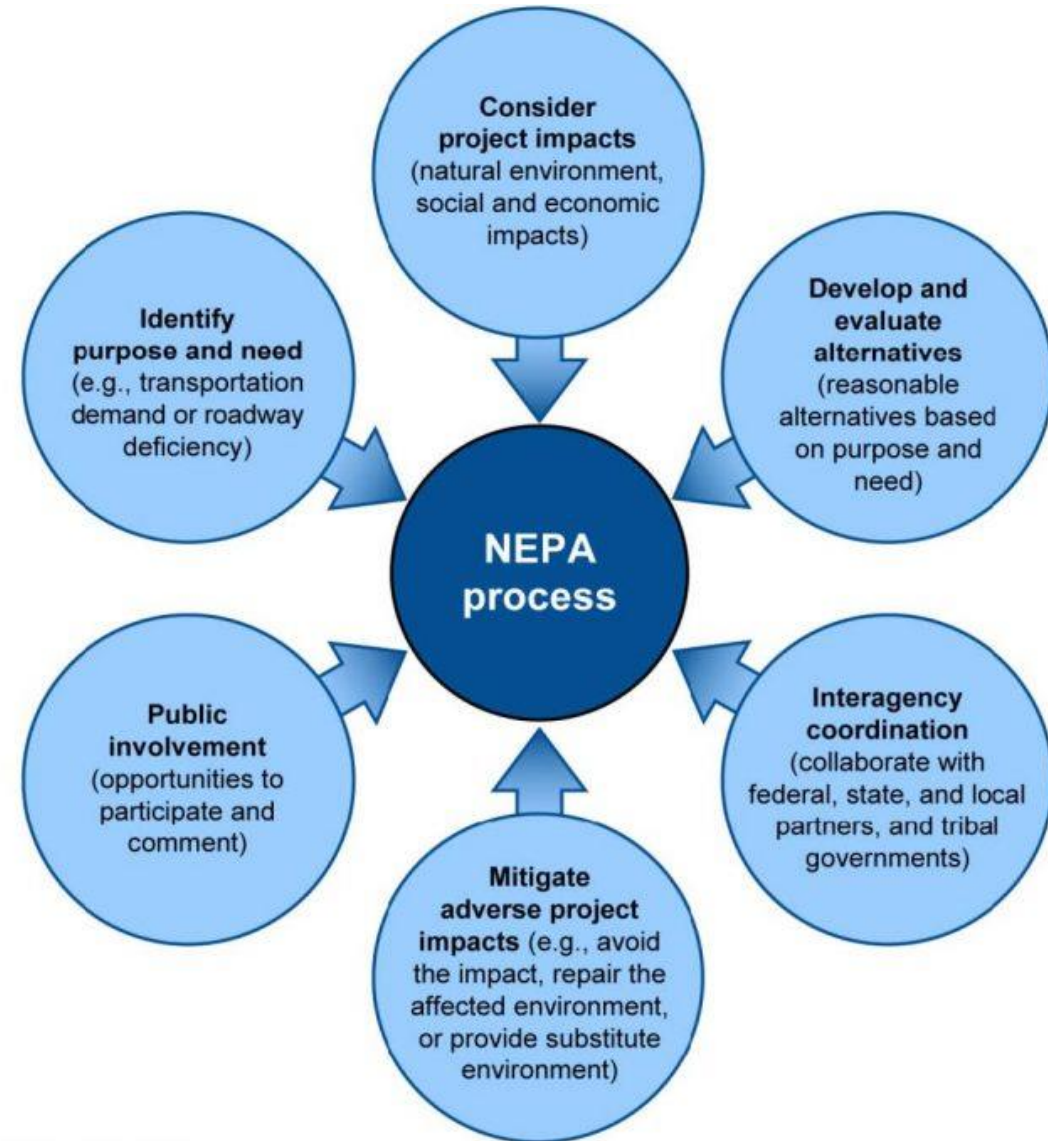 Consider
project impacts
(natural environment,
social and economic
impacts)
Identify
purpose and need
(e.g., transportation
demand or roadway
deficiency)
Develop and
evaluate
alternatives
(reasonable
alternatives based
on purpose and
need)
NEPA
process
Public
involvement
(opportunities to
participate and
comment)
Interagency
coordination
(collaborate with
federal, state, and local
partners, and tribal
governments)
Mitigate
adverse project
impacts (e.g., avoid
the impact, repair the
affected environment,
or provide substitute
environment)